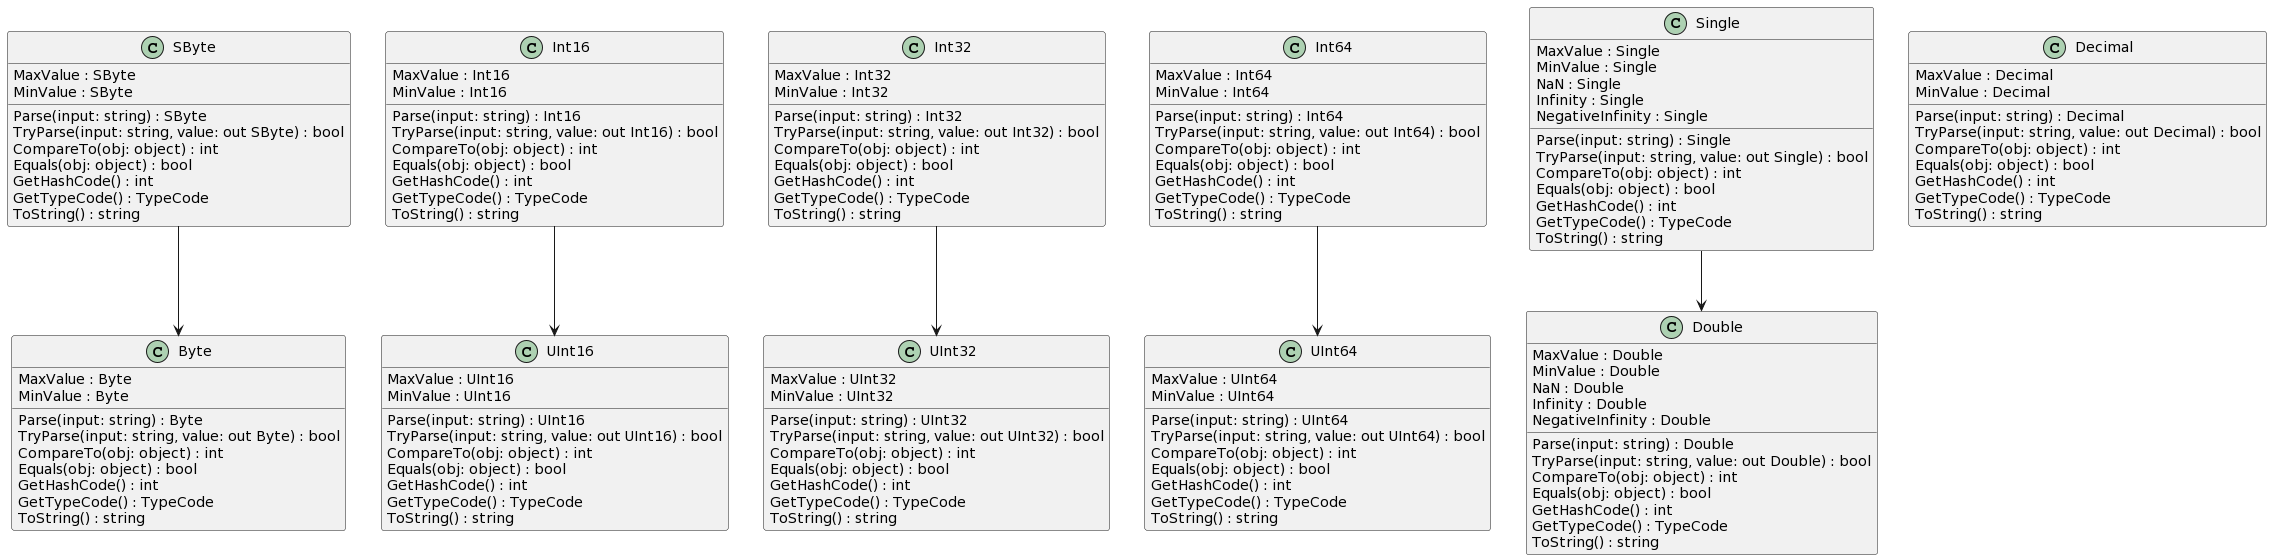 C SByte
MaxValue : SByte
MinValue : SByte
Parse(input: string) : SByte
TryParse(input: string, value: out SByte) : bool
CompareTo(obj: object) : int
Equals(obj: object) : bool
GetHashCode() : int
GetTypeCode() : TypeCode
ToString() : string
C Int16
MaxValue : Int16
MinValue : Int16
Parse(input: string) : Int16
TryParse(input: string, value: out Int16) : bool
CompareTo(obj: object) : int
Equals(obj: object) : bool
GetHashCode() : int
GetTypeCode() : TypeCode
ToString() : string
C Int32
MaxValue : Int32
MinValue : Int32
Parse(input: string) : Int32
TryParse(input: string, value: out Int32) : bool
CompareTo(obj: object) : int
Equals(obj: object) : bool
GetHashCode() : int
GetTypeCode() : TypeCode
ToString() : string
C Int64
MaxValue : Int64
MinValue : Int64
Parse(input: string) : Int64
TryParse(input: string, value: out Int64) : bool
CompareTo(obj: object) : int
Equals(obj: object) : bool
GetHashCode() : int
GetTypeCode() : TypeCode
ToString() : string
C Single
MaxValue : Single
MinValue : Single
NaN : Single
Infinity : Single
NegativeInfinity : Single
Parse(input: string) : Single
TryParse(input: string, value: out Single) : bool
CompareTo(obj: object) : int
Equals(obj: object) : bool
GetHashCode() : int
GetTypeCode() : TypeCode
ToString() : string
C Decimal
MaxValue : Decimal
MinValue : Decimal
Parse(input: string) : Decimal
TryParse(input: string, value: out Decimal) : bool
CompareTo(obj: object) : int
Equals(obj: object) : bool
GetHashCode() : int
GetTypeCode() : TypeCode
ToString() : string
C Byte
MaxValue : Byte
MinValue : Byte
Parse(input: string) : Byte
TryParse(input: string, value: out Byte) : bool
CompareTo(obj: object) : int
Equals(obj: object) : bool
GetHashCode() : int
GetTypeCode() : TypeCode
ToString() : string
C UInt16
MaxValue : UInt16
MinValue : UInt16
Parse(input: string) : UInt16
TryParse(input: string, value: out UInt16) : bool
CompareTo(obj: object) : int
Equals(obj: object) : bool
GetHashCode() : int
GetTypeCode() : TypeCode
ToString() : string
C UInt32
MaxValue : UInt32
MinValue : UInt32
Parse(input: string) : UInt32
TryParse(input: string, value: out UInt32) : bool
CompareTo(obj: object) : int
Equals(obj: object) : bool
GetHashCode() : int
GetTypeCode() : TypeCode
ToString() : string
C UInt64
MaxValue : UInt64
MinValue : UInt64
Parse(input: string) : UInt64
TryParse(input: string, value: out UInt64) : bool
CompareTo(obj: object) : int
Equals(obj: object) : bool
GetHashCode() : int
GetTypeCode() : TypeCode
ToString() : string
C Double
MaxValue : Double
MinValue : Double
NaN : Double
Infinity : Double
NegativeInfinity : Double
Parse(input: string) : Double
TryParse(input: string, value: out Double) : bool
CompareTo(obj: object) : int
Equals(obj: object) : bool
GetHashCode() : int
GetTypeCode() : TypeCode
ToString() : string